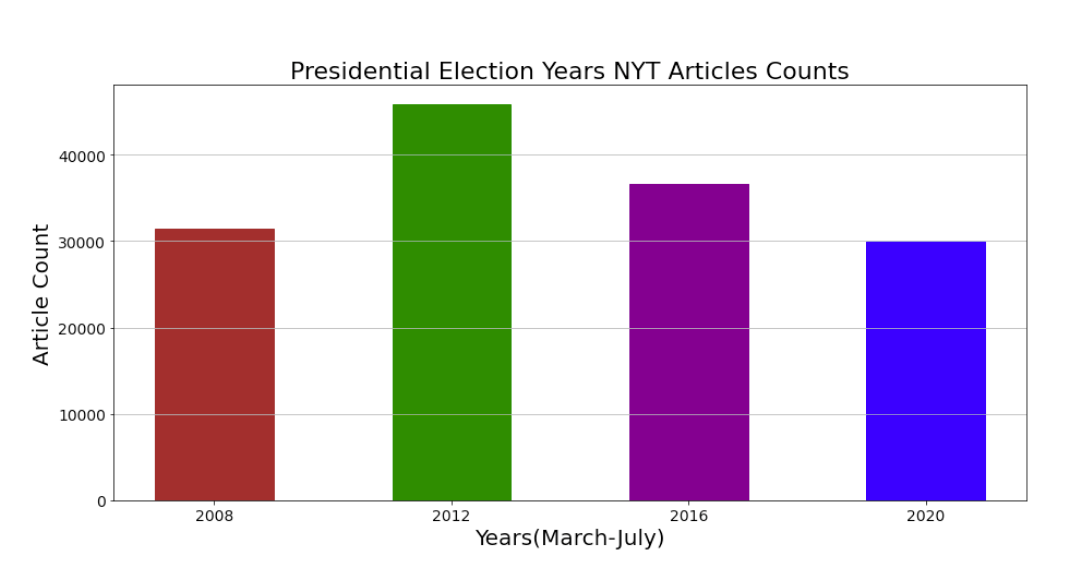 Presidential Election Years NYT Articles Counts
Article Count
40000
30000
20000
10000
0
2008 2012 2016 2020
Years(March-July)